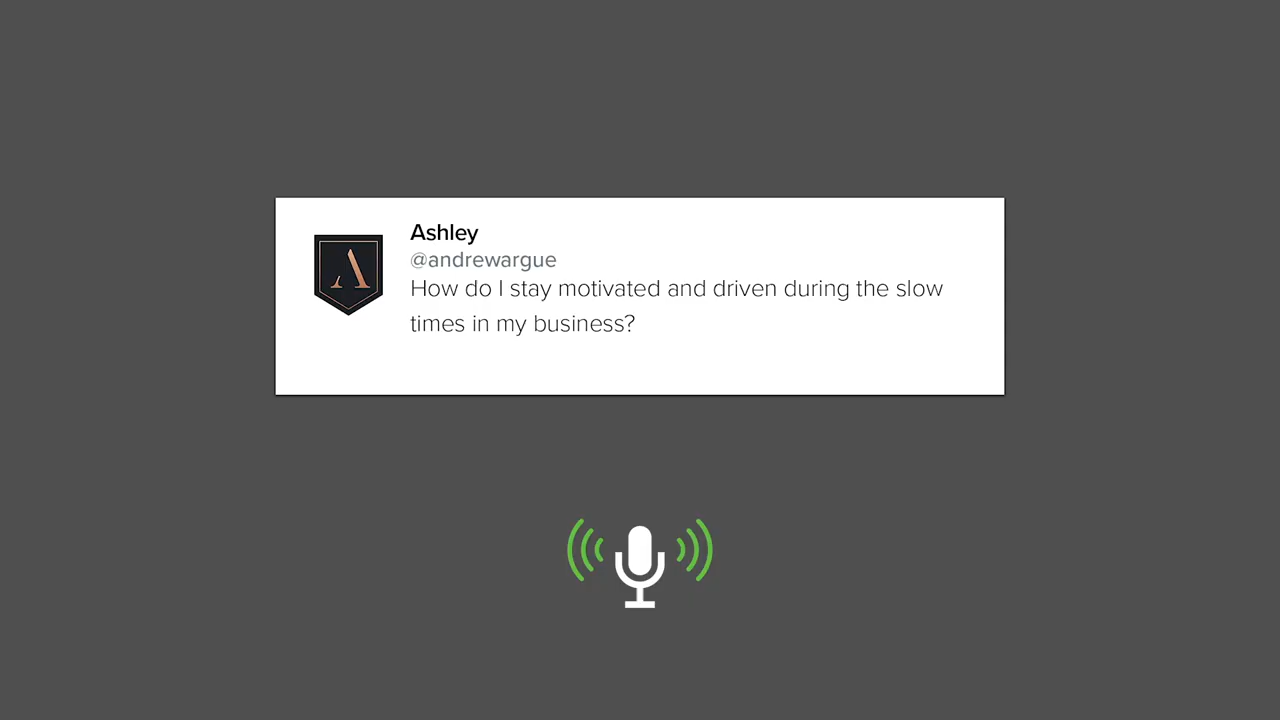 A
Ashley
@andrewargue
How do I stay motivated and driven during the slow
times in my business?